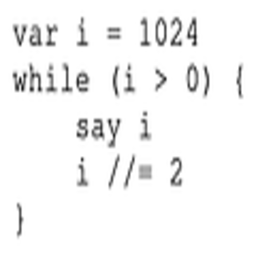 var i = 1024
while (i > 0) {
    say i
    i //= 2
}